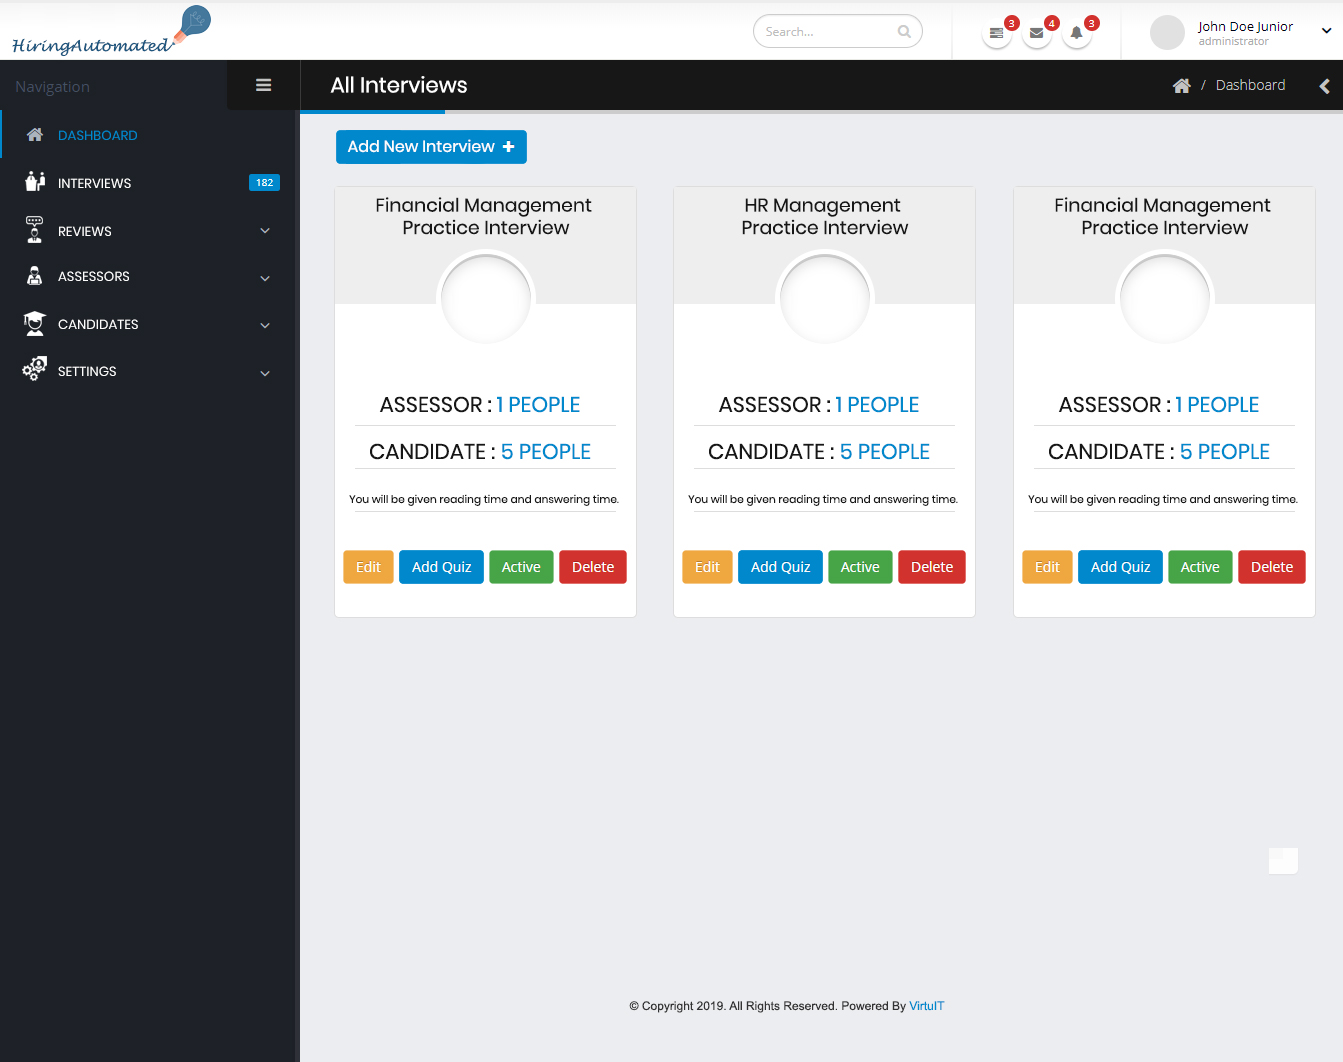 HiringAutomated
Search...
3
4
3
John Doe Junior
administrator
Navigation
All Interviews
/ Dashboard
DASHBOARD
INTERVIEWS 182
REVIEWS
ASSESSORS
CANDIDATES
SETTINGS
Add New Interview +
Financial Management
Practice Interview
ASSESSOR : 1 PEOPLE
CANDIDATE : 5 PEOPLE
You will be given reading time and answering time.
Edit Add Quiz Active Delete
HR Management
Practice Interview
ASSESSOR : 1 PEOPLE
CANDIDATE : 5 PEOPLE
You will be given reading time and answering time.
Edit Add Quiz Active Delete
Financial Management
Practice Interview
ASSESSOR : 1 PEOPLE
CANDIDATE : 5 PEOPLE
You will be given reading time and answering time.
Edit Add Quiz Active Delete
© Copyright 2019. All Rights Reserved. Powered By VirtuIT